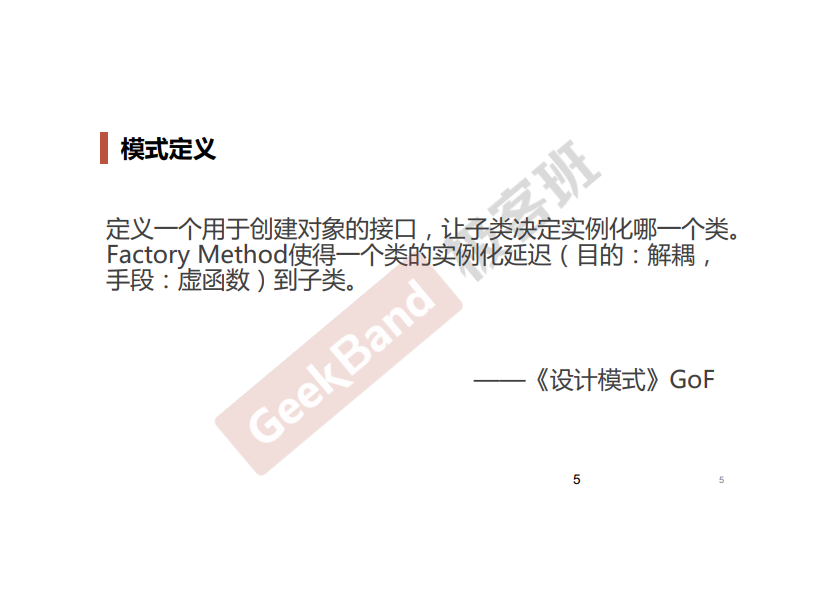 模式定义
定义一个用于创建对象的接口，让子类决定实例化哪一个类。
Factory Method使得一个类的实例化延迟（目的：解耦，
手段：虚函数）到子类。
——《设计模式》GoF
5
5
GeekBand 极客班